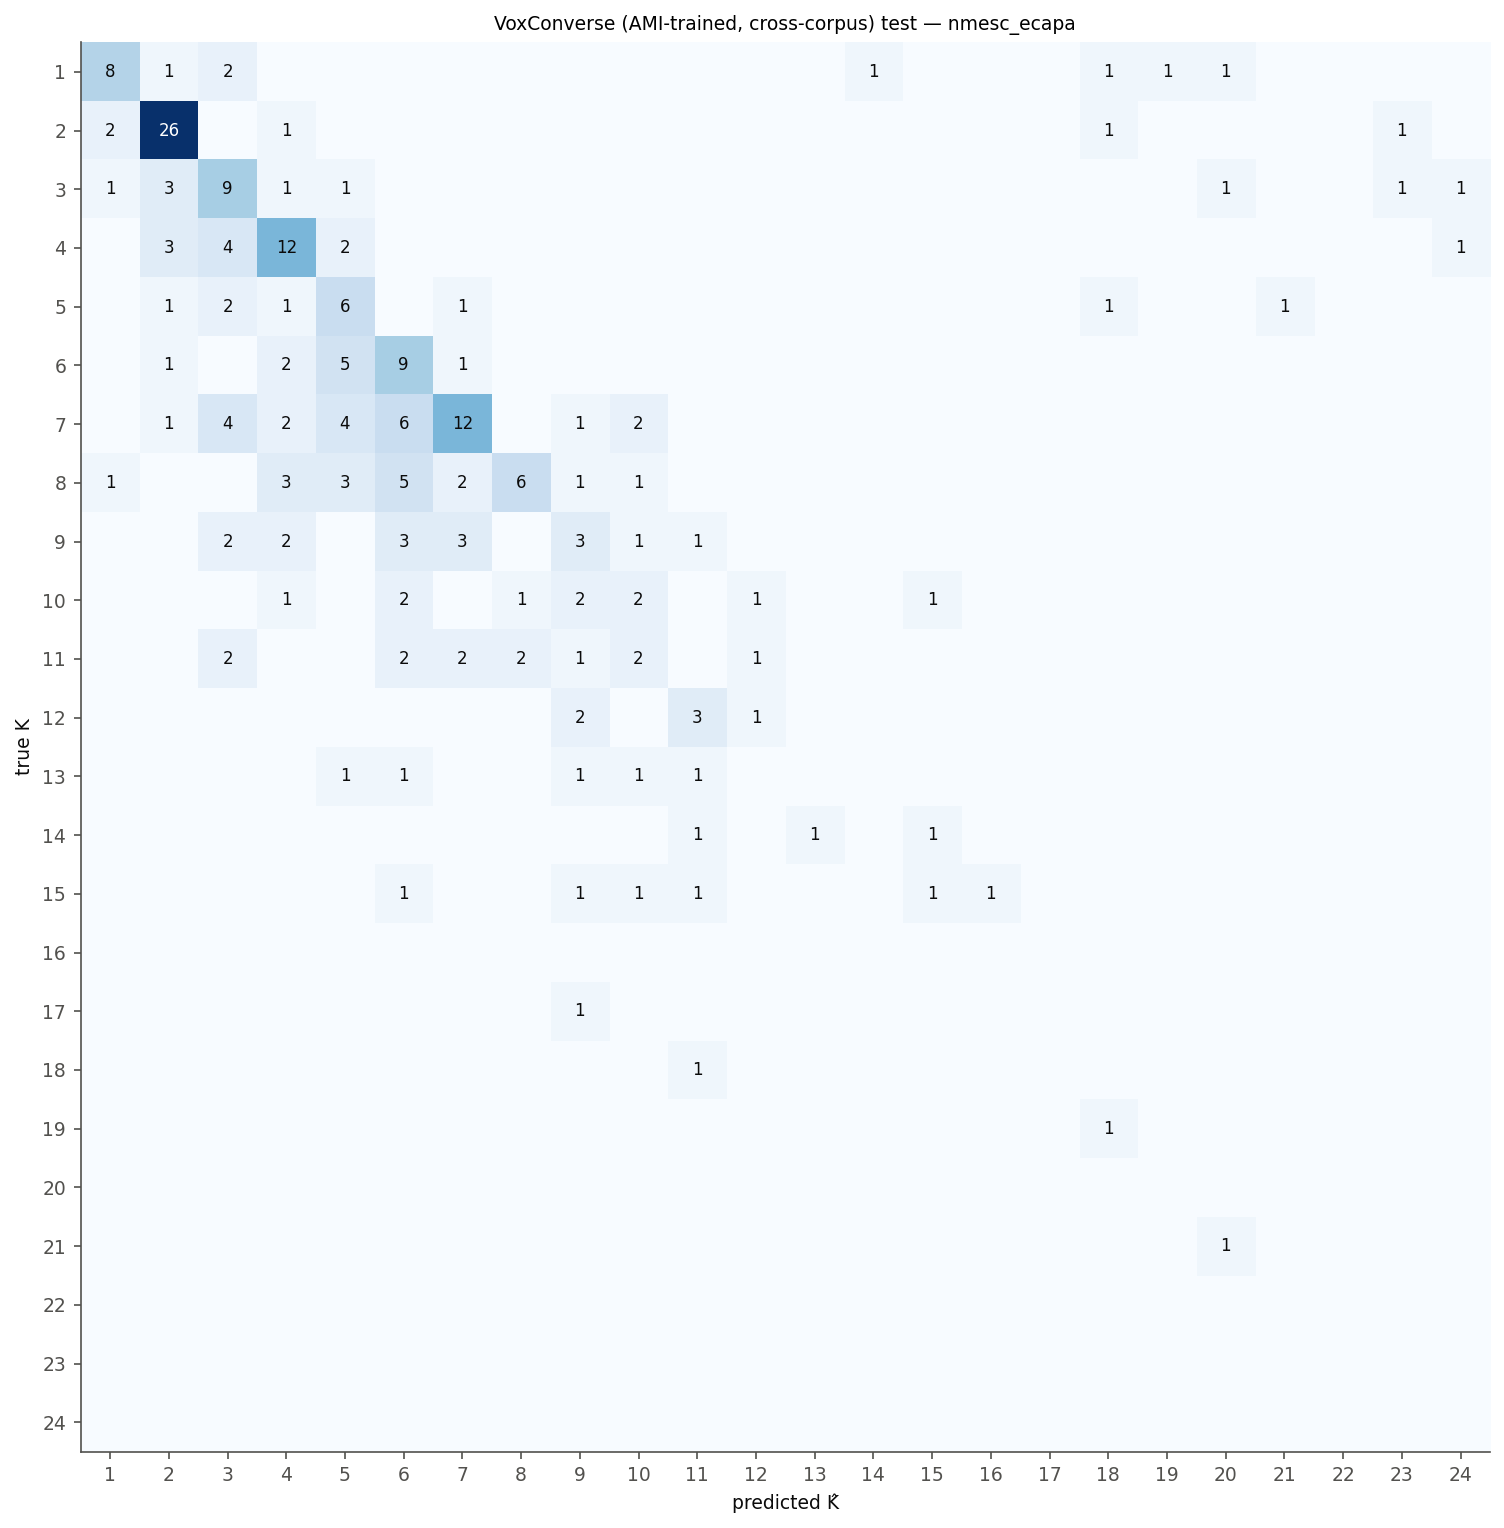 VoxConverse (AMI-trained, cross-corpus) test — nmesc_ecapa
1 8 1 2 1 1 1 1
2 2 26 1 1 1
3 1 3 9 1 1 1 1 1
4 3 4 12 2 1
5 1 2 1 6 1 1 1
6 1 2 5 9 1
7 1 4 2 4 6 12 1 2
8 1 3 3 5 2 6 1 1
9 2 2 3 3 3 1 1
10 1 2 1 2 2 1 1
11 2 2 2 2 1 2 1
12 2 3 1
13 1 1 1 1 1
14 1 1 1
15 1 1 1 1 1 1
16
17 1
18 1
19 1
20
21 1
22
23
24
true K
1 2 3 4 5 6 7 8 9 10 11 12 13 14 15 16 17 18 19 20 21 22 23 24
predicted K̂